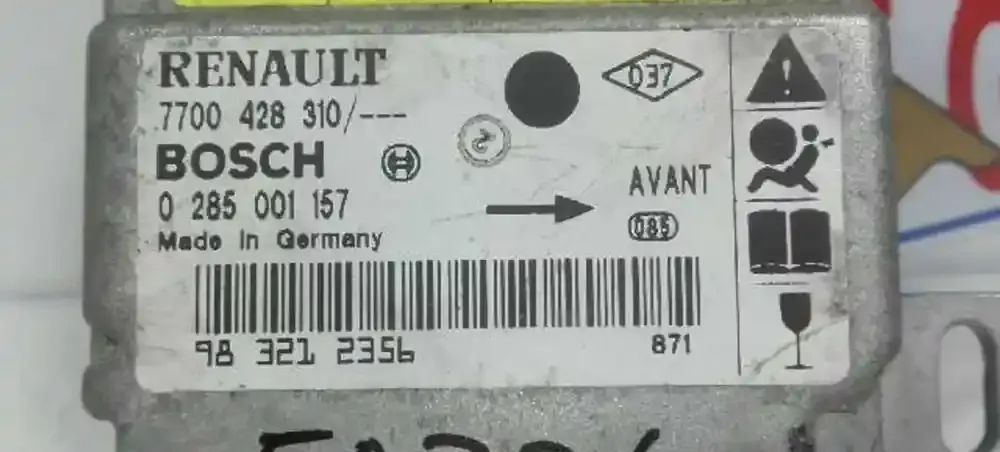 RENAULT
7700 428 310/---
BOSCH
0 285 001 157
Made in Germany
D37
AVANT
085
98 321 2356
871